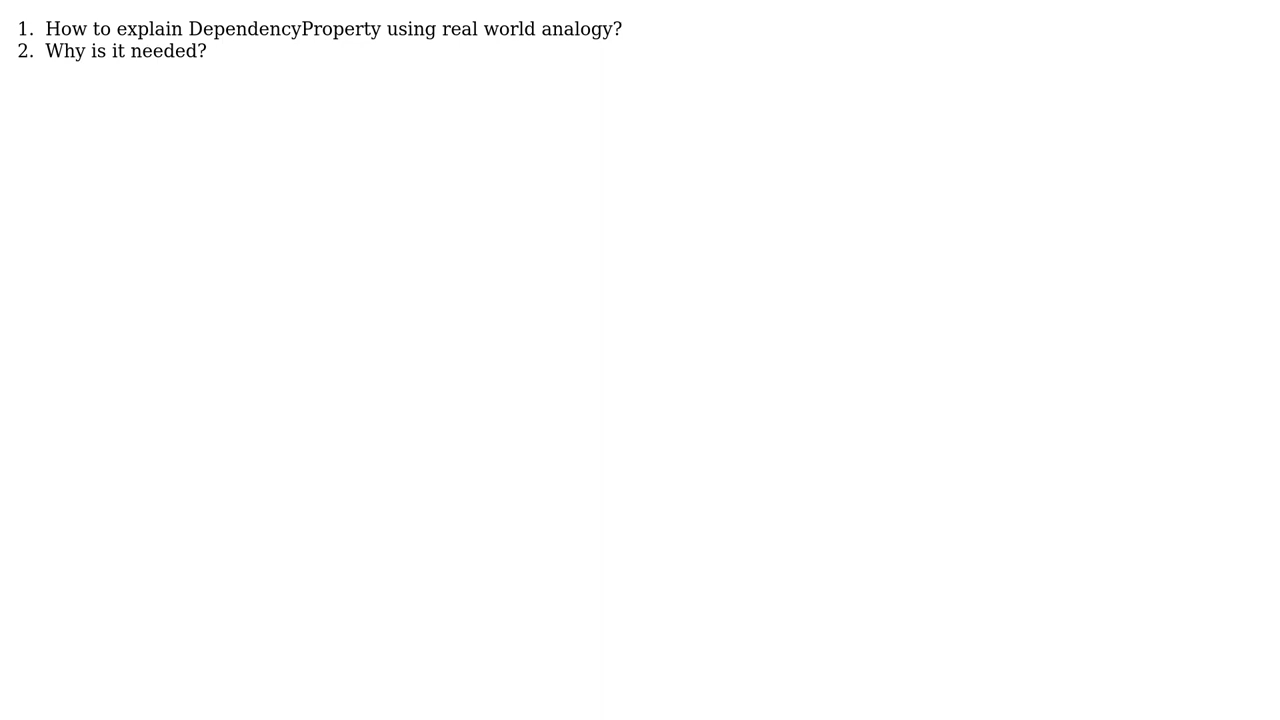 1. How to explain DependencyProperty using real world analogy?
2. Why is it needed?